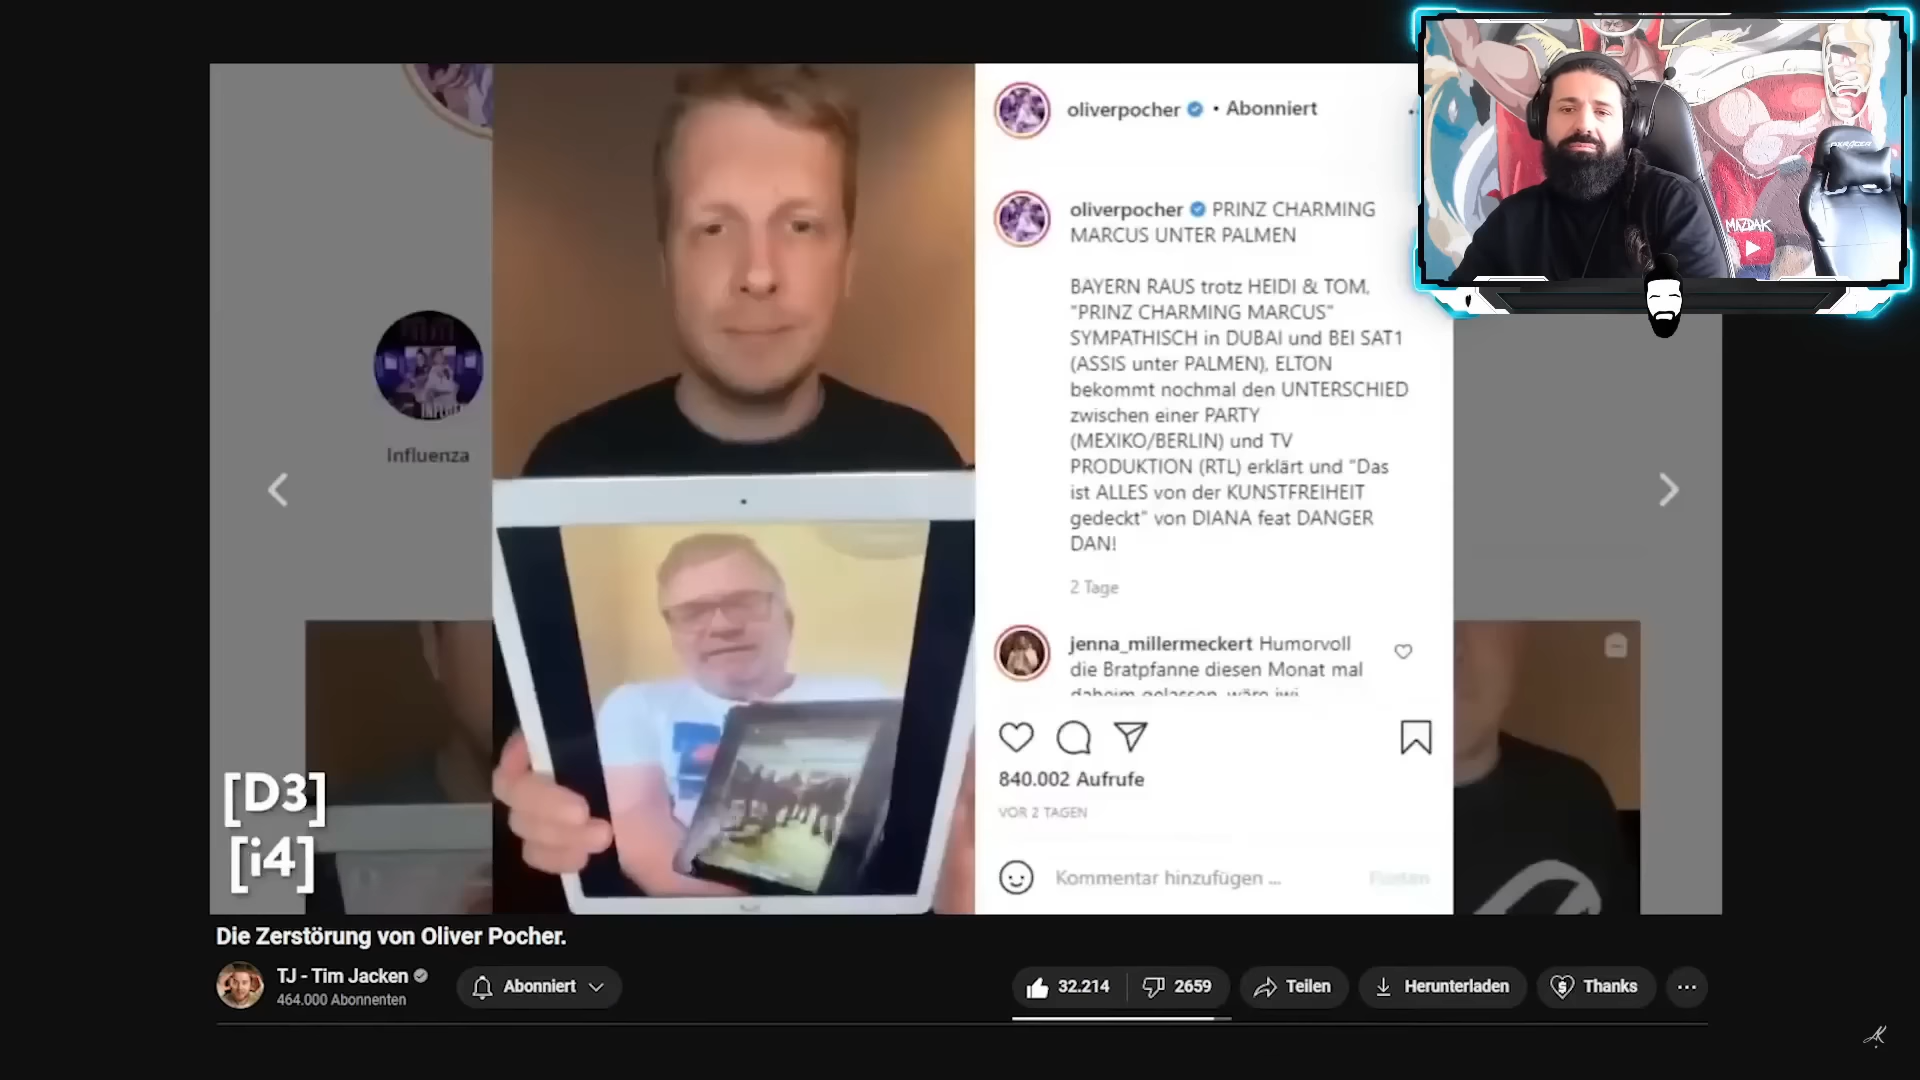 oliverpocher • Abonniert
oliverpocher PRINZ CHARMING
MARCUS UNTER PALMEN
BAYERN RAUS trotz HEIDI & TOM,
"PRINZ CHARMING MARCUS"
SYMPATHISCH in DUBAI und BEI SAT1
(ASSIS unter PALMEN), ELTON
bekommt nochmal den UNTERSCHIED
zwischen einer PARTY
(MEXIKO/BERLIN) und TV
PRODUKTION (RTL) erklärt und "Das
ist ALLES von der KUNSTFREIHEIT
gedeckt" von DIANA feat DANGER
DAN!
2 Tage
jenna_millermeckert Humorvoll
die Bratpfanne diesen Monat mal
840.002 Aufrufe
VOR 2 TAGEN
Kommentar hinzufügen ...
Influenza
[D3]
[i4]
MAZDAK
Die Zerstörung von Oliver Pocher.
TJ - Tim Jacken
464.000 Abonnenten
Abonniert
32.214
2659
Teilen
Herunterladen
Thanks